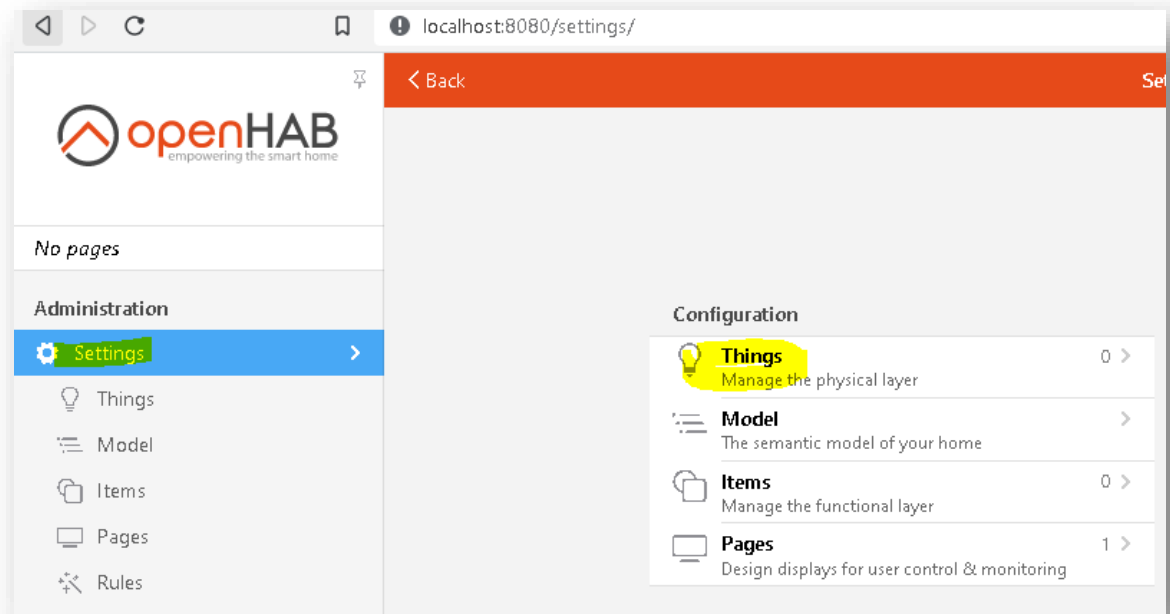 localhost:8080/settings/
Back
Set
openHAB
empowering the smart home
No pages
Administration
Settings
Things
Model
Items
Pages
Rules
Configuration
Things 0
Manage the physical layer
Model
The semantic model of your home
Items 0
Manage the functional layer
Pages 1
Design displays for user control & monitoring